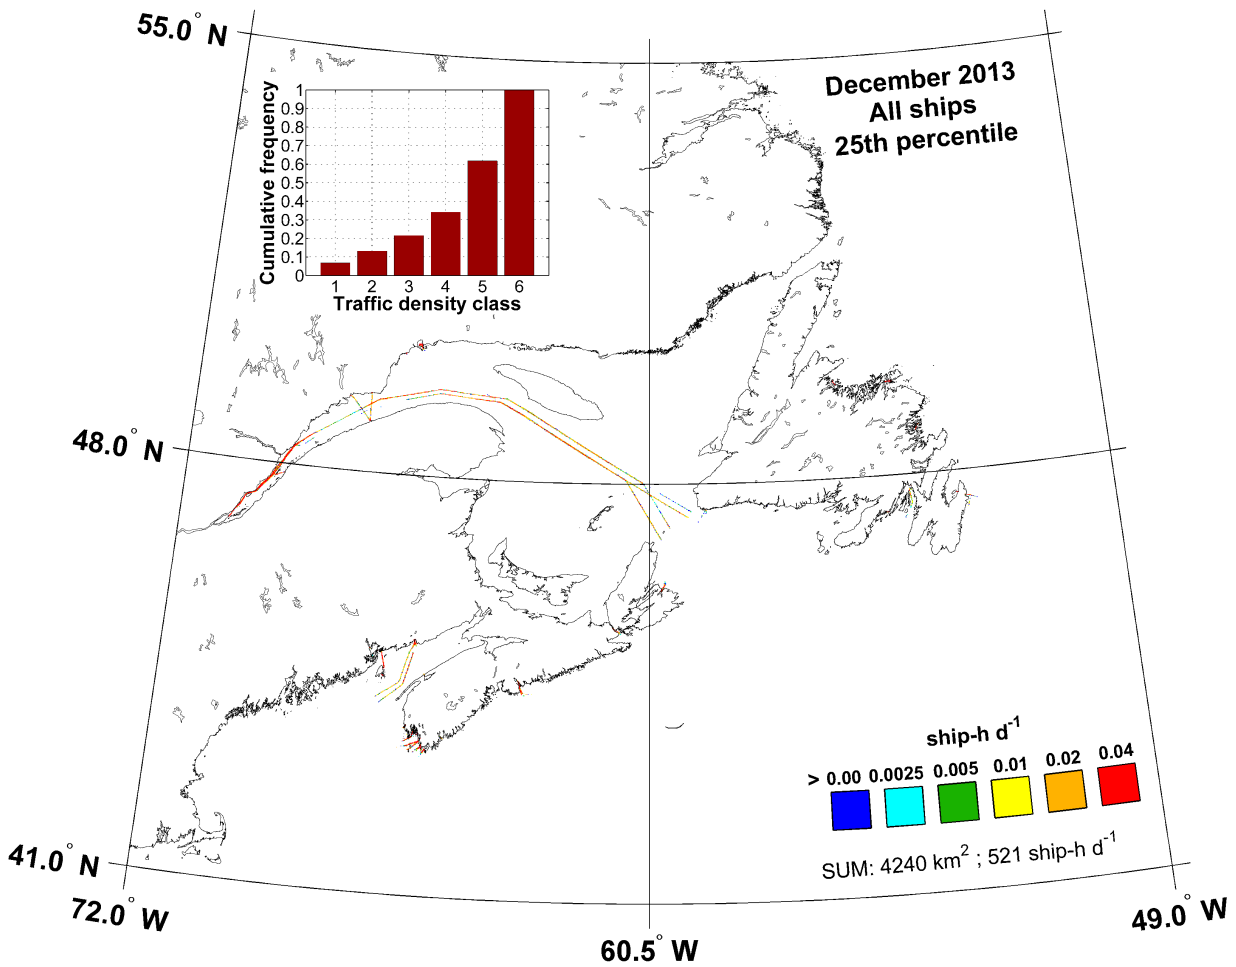 55.0° N
December 2013
All ships
25th percentile
Cumulative frequency
1
0.9
0.8
0.7
0.6
0.5
0.4
0.3
0.2
0.1
0
1 2 3 4 5 6
Traffic density class
48.0° N
ship-h d⁻¹
> 0.00 0.0025 0.005 0.01 0.02 0.04
SUM: 4240 km² ; 521 ship-h d⁻¹
41.0° N
72.0° W
60.5° W
49.0° W